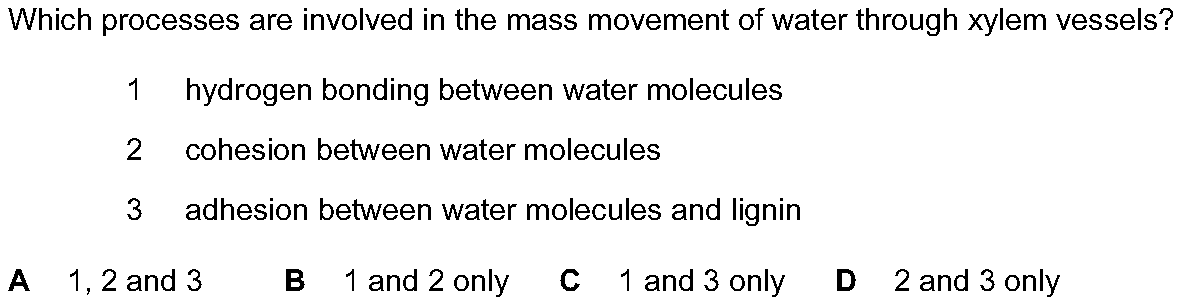 Which processes are involved in the mass movement of water through xylem vessels?
1 hydrogen bonding between water molecules
2 cohesion between water molecules
3 adhesion between water molecules and lignin
A 1, 2 and 3 B 1 and 2 only C 1 and 3 only D 2 and 3 only